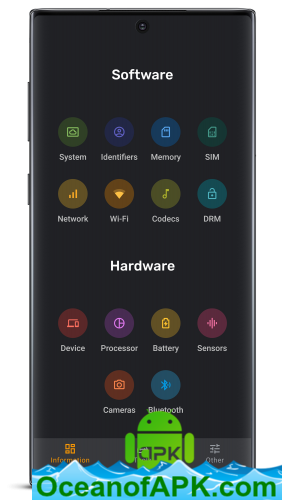 Software
System Identifiers Memory SIM
Network Wi-Fi Codecs DRM
Hardware
Device Processor Battery Sensors
Cameras Bluetooth
Information Other
APK
OceanofAPK.com